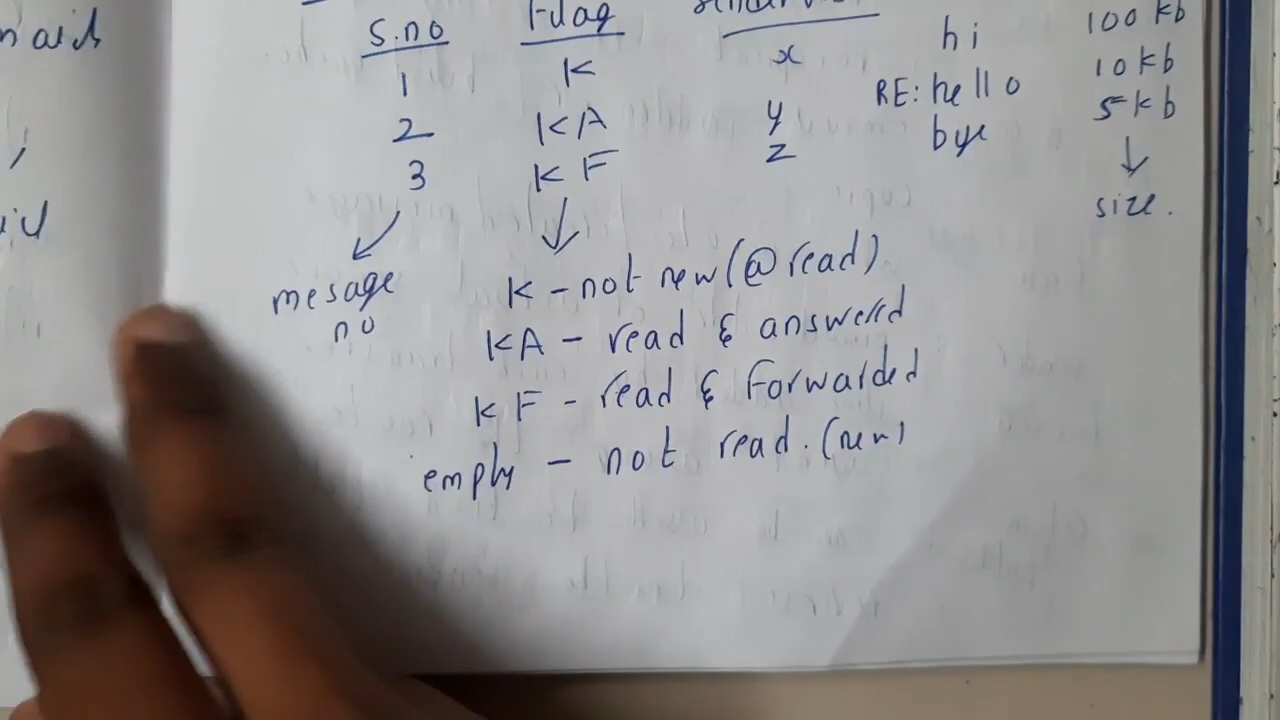 S.no Flag
1 K x hi 100 kb
2 KA y RE: hello 10 kb
3 KF z bye 5 kb
size.
mesage
no
K - not new (@ read)
KA - read & answered
KF - read & Forwarded
empty - not read. (new)